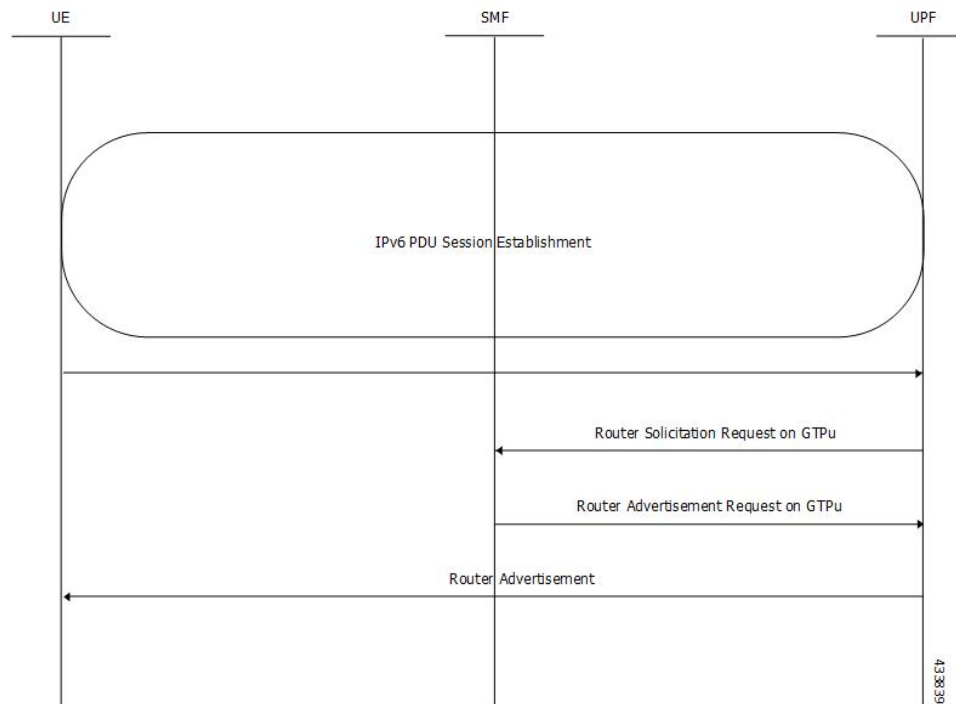 UE
SMF
UPF
IPv6 PDU Session Establishment
Router Solicitation Request on GTPu
Router Advertisement Request on GTPu
Router Advertisement
433839